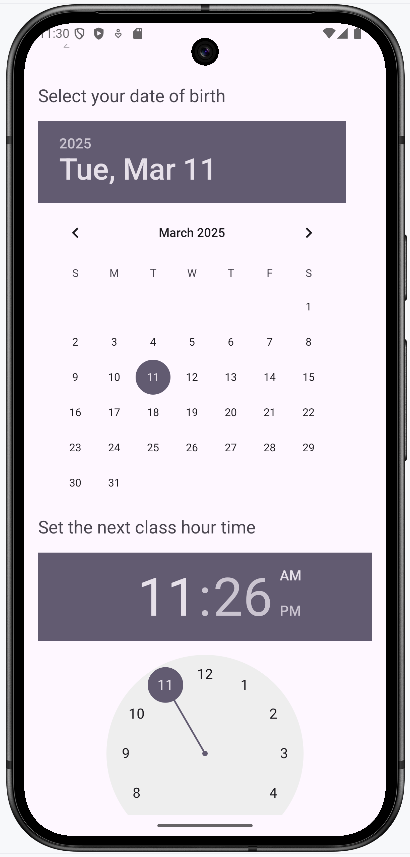 11:30
Select your date of birth
2025
Tue, Mar 11
March 2025
S M T W T F S
1
2 3 4 5 6 7 8
9 10 11 12 13 14 15
16 17 18 19 20 21 22
23 24 25 26 27 28 29
30 31
Set the next class hour time
11:26 AM
PM
12
11 1
10 2
9 3
8 4